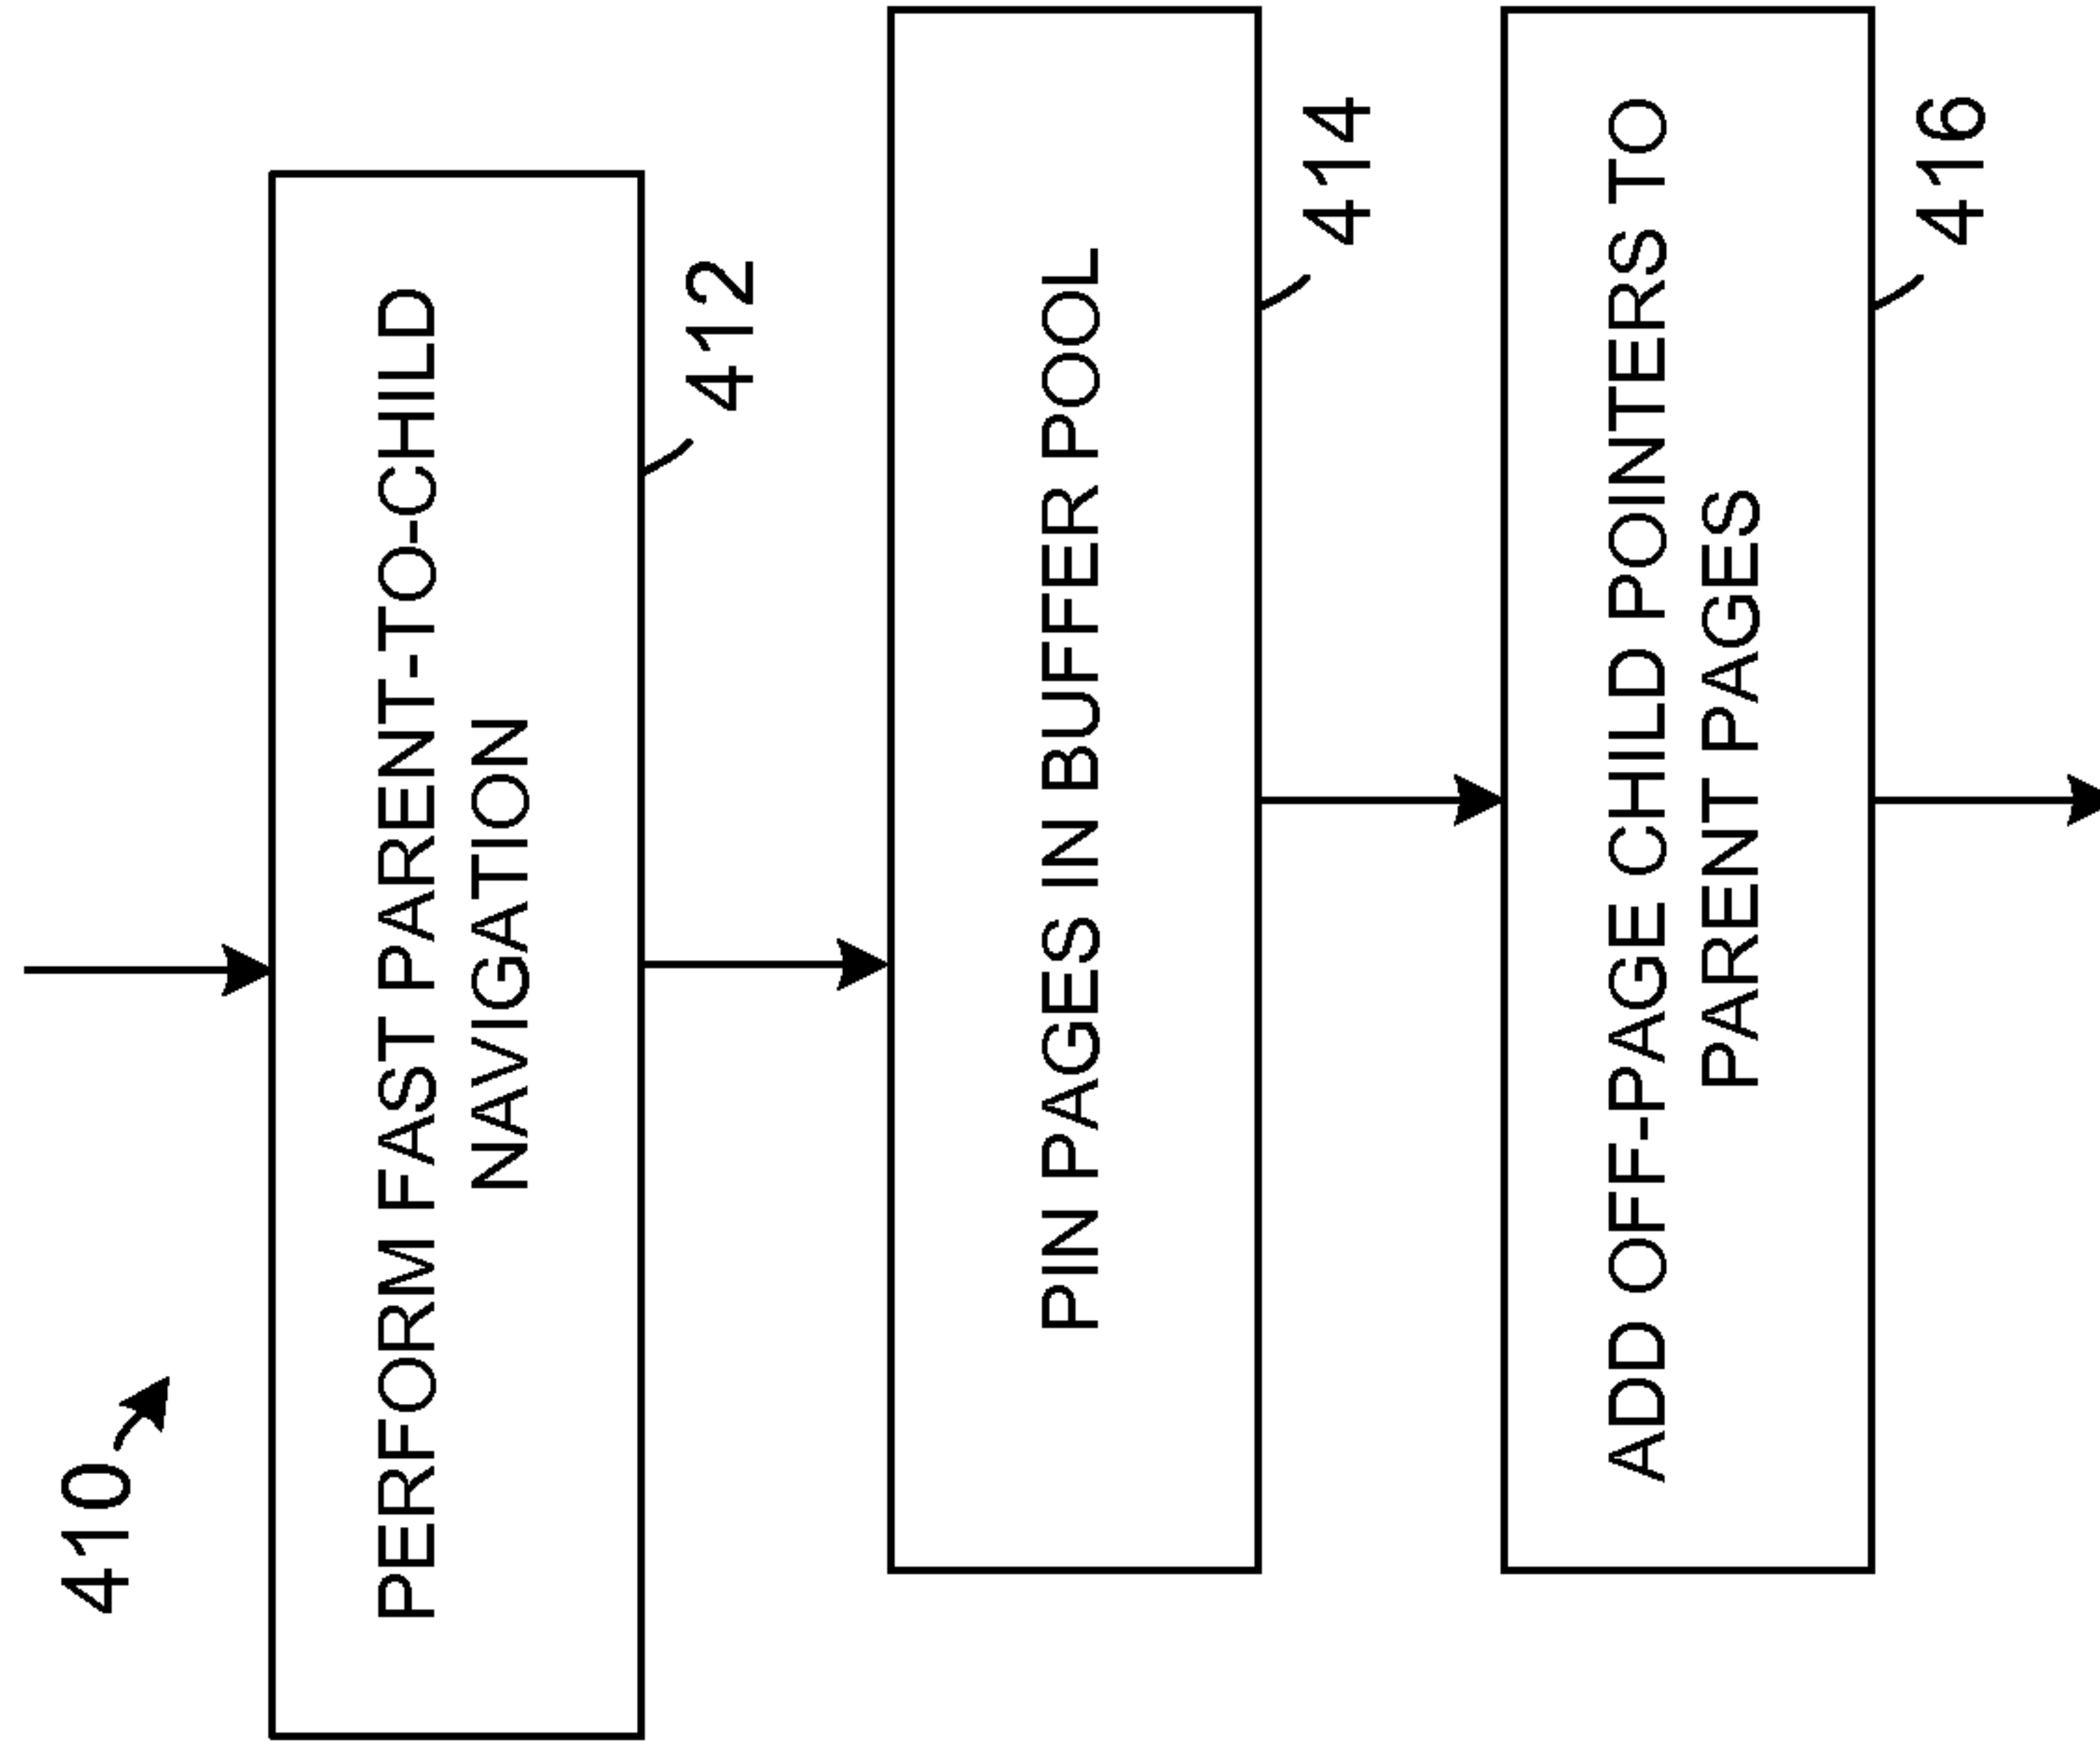 410
PERFORM FAST PARENT-TO-CHILD
NAVIGATION
412
PIN PAGES IN BUFFER POOL
414
ADD OFF-PAGE CHILD POINTERS TO
PARENT PAGES
416